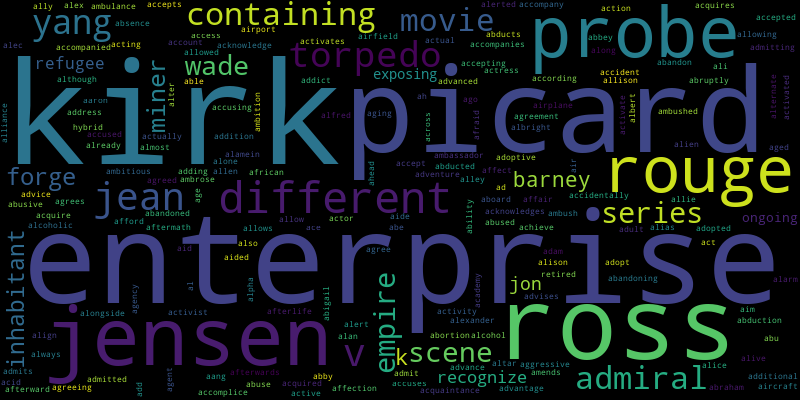 ally alex ambulance accepts
yang absence containing movie alerted accompany action acquires
alec accompanied acting access airport activates acknowledge airfield actual accompanies abducts abbey along according accepted allowing admitting
refugee miner account allowed wade torpedo accepting actress exposing probe abandon ali abruptly
although able addict advanced accident allison
kirk picard
alliance aaron address accused hybrid actually already almost alter accusing addition ambition alfred alone alamein allen african aging ah across ago afraid agreement albright airplane activate albert ambushed alien alternate activated aged
forge ambitious adding ambrose agreed age ahead accept ambassador abducted adventure alley adoptive affect air rouge
advice abusive agrees acquire alcoholic jean different ability ad barney accidentally allie aboard affair
abandoned afford aftermath allow actor ace alde abe acknowledges ambush abused achieve series adult alias adopted ongoing
inhabitant enterprise
also allows aided aid al agree adan alison adopt act abandoning alarm
alpha agency abigail afterlife empire activity academy jon retired advises
alongside activist alert alan alexander abortion alcohol aim abduction abu
align always jensen v k scene ross
admits acid afterward agreeing admitted add agent aang accomplice abuse afterwards acquired active abby affection admit accuses advance acquaintance altar recognize aggressive amends advantage admiral alice alive abraham additional aircraft